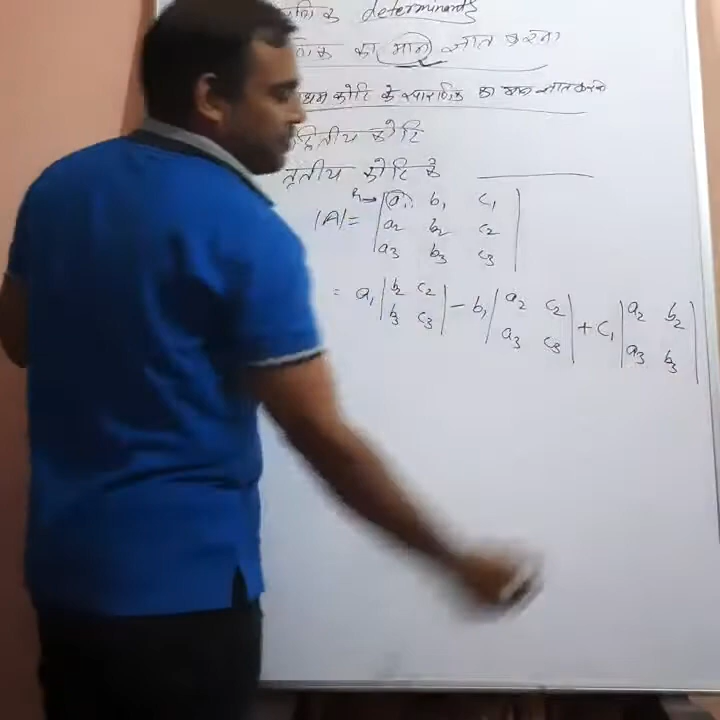 determinants
का मान ज्ञात करना
प्रथम कोटि के सारणिक का मान ज्ञात करना
द्वितीय कोटि
तृतीय कोटि के
|A| = | a₁ b₁ c₁ |
| a₂ b₂ c₂ |
| a₃ b₃ c₃ |
= a₁ | b₂ c₂ | - b₁ | a₂ c₂ | + c₁ | a₂ b₂ |
| b₃ c₃ | | a₃ c₃ | | a₃ b₃ |